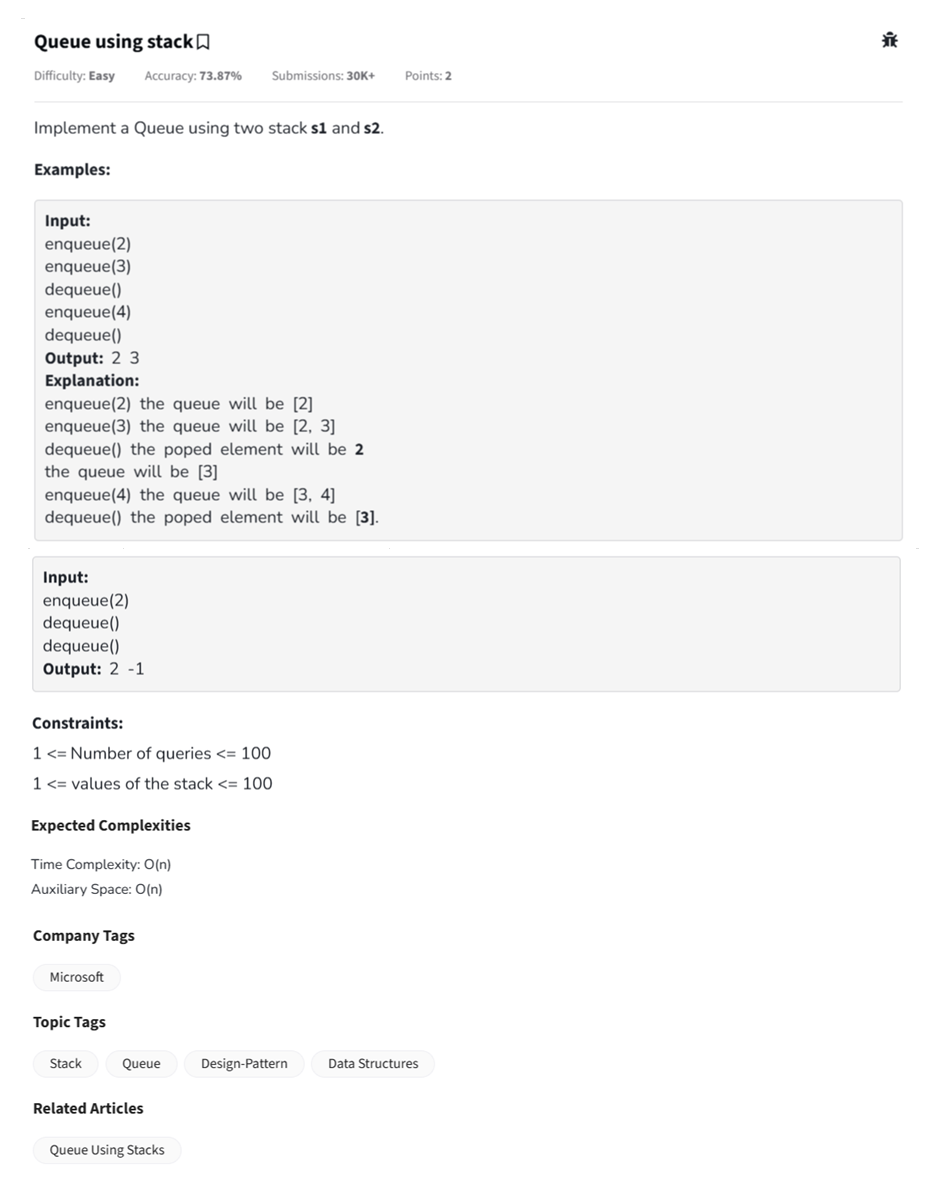 Queue using stack
Difficulty: Easy Accuracy: 73.87% Submissions: 30K+ Points: 2
Implement a Queue using two stack s1 and s2.
Examples:
Input:
enqueue(2)
enqueue(3)
dequeue()
enqueue(4)
dequeue()
Output: 2 3
Explanation:
enqueue(2) the queue will be [2]
enqueue(3) the queue will be [2, 3]
dequeue() the poped element will be 2
the queue will be [3]
enqueue(4) the queue will be [3, 4]
dequeue() the poped element will be [3].
Input:
enqueue(2)
dequeue()
dequeue()
Output: 2 -1
Constraints:
1 <= Number of queries <= 100
1 <= values of the stack <= 100
Expected Complexities
Time Complexity: O(n)
Auxiliary Space: O(n)
Company Tags
Microsoft
Topic Tags
Stack Queue Design-Pattern Data Structures
Related Articles
Queue Using Stacks